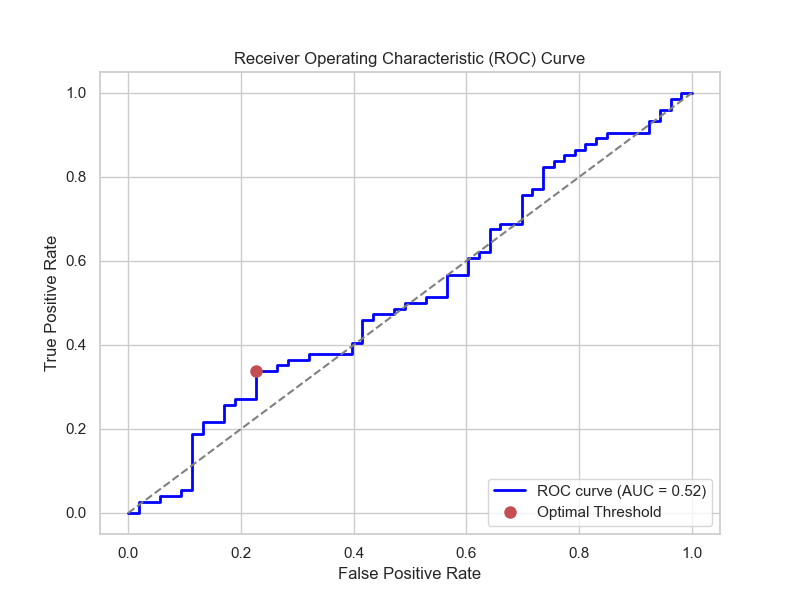 Receiver Operating Characteristic (ROC) Curve
1.0
0.8
0.6
0.4
0.2
0.0
True Positive Rate
ROC curve (AUC = 0.52)
Optimal Threshold
0.0 0.2 0.4 0.6 0.8 1.0
False Positive Rate